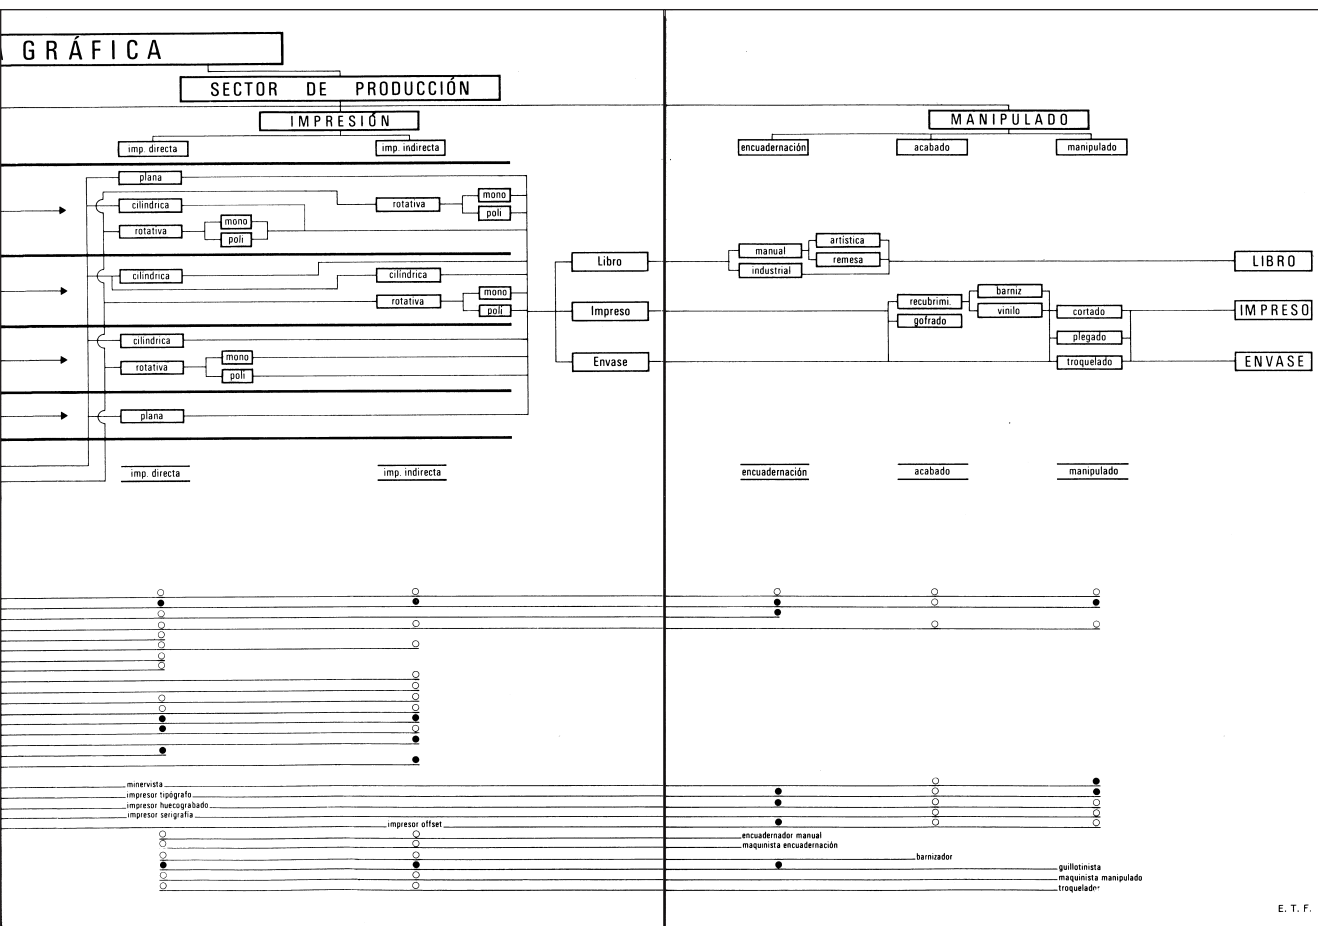 A GRÁFICA
SECTOR DE PRODUCCIÓN
IMPRESIÓN
MANIPULADO
imp. directa
imp. indirecta
encuadernación
acabado
manipulado
plana
cilíndrica
rotativa
mono
poli
rotativa
mono
poli
cilíndrica
cilíndrica
rotativa
mono
poli
cilíndrica
rotativa
mono
poli
plana
Libro
Impreso
Envase
manual
industrial
artistica
remesa
recubrimi.
gofrado
barniz
vinilo
cortado
plegado
troquelado
LIBRO
IMPRESO
ENVASE
imp. directa
imp. indirecta
encuadernación
acabado
manipulado
minervista
impresor tipógrafo
impresor huecograbado
impresor serigrafia
impresor offset
encuadernador manual
maquinista encuadernación
barnizador
guillotinista
maquinista manipulado
troquelador
E. T. F.